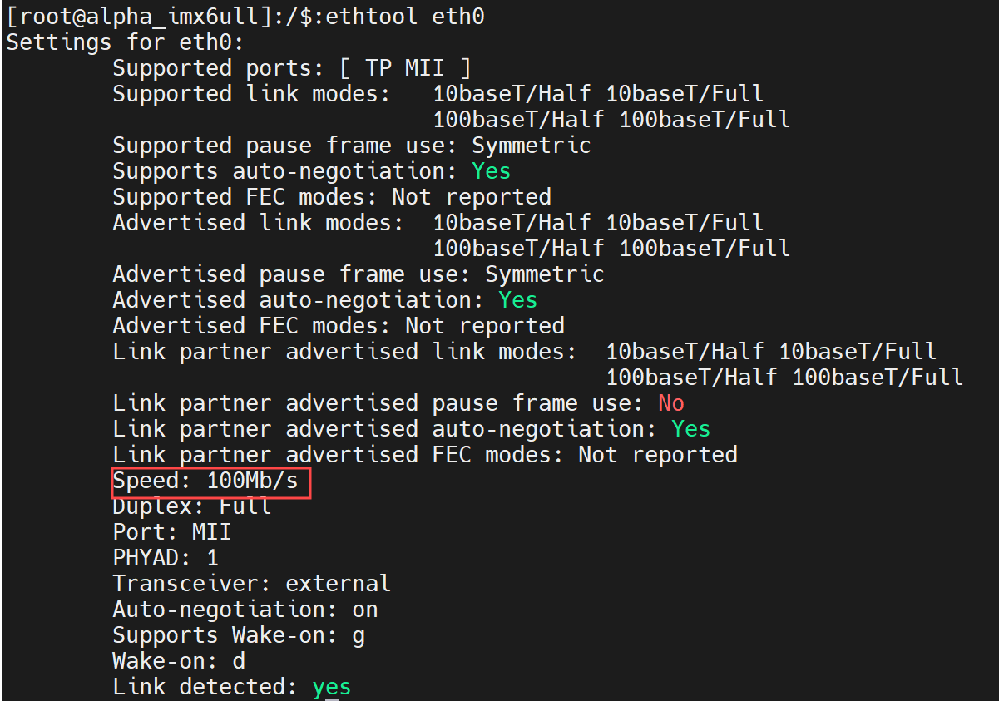 [root@alpha_imx6ull]:/$:ethtool eth0
Settings for eth0:
Supported ports: [ TP MII ]
Supported link modes: 10baseT/Half 10baseT/Full
100baseT/Half 100baseT/Full
Supported pause frame use: Symmetric
Supports auto-negotiation: Yes
Supported FEC modes: Not reported
Advertised link modes: 10baseT/Half 10baseT/Full
100baseT/Half 100baseT/Full
Advertised pause frame use: Symmetric
Advertised auto-negotiation: Yes
Advertised FEC modes: Not reported
Link partner advertised link modes: 10baseT/Half 10baseT/Full
100baseT/Half 100baseT/Full
Link partner advertised pause frame use: No
Link partner advertised auto-negotiation: Yes
Link partner advertised FEC modes: Not reported
Speed: 100Mb/s
Duplex: Full
Port: MII
PHYAD: 1
Transceiver: external
Auto-negotiation: on
Supports Wake-on: g
Wake-on: d
Link detected: yes